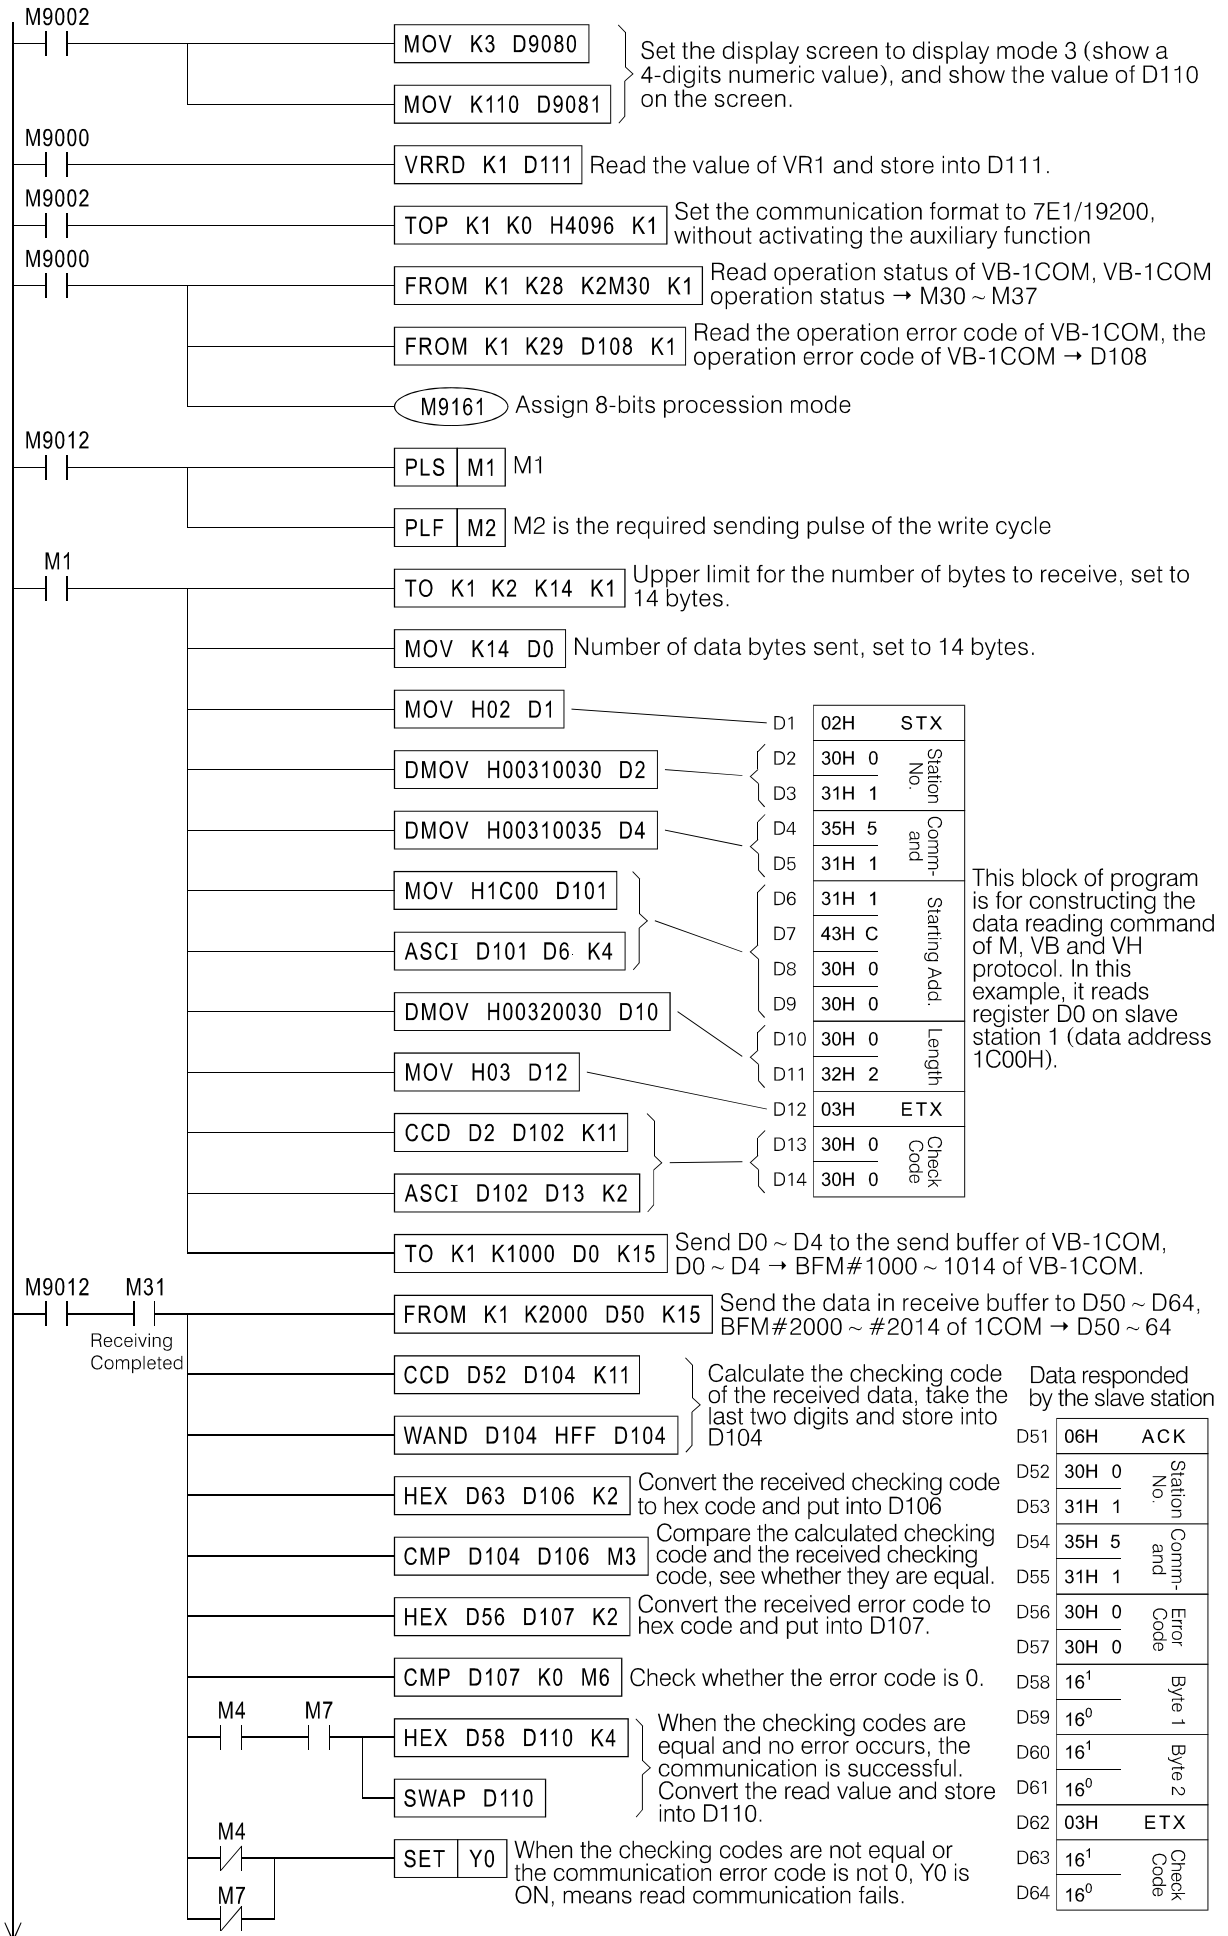 M9002
MOV K3 D9080
MOV K110 D9081
Set the display screen to display mode 3 (show a
4-digits numeric value), and show the value of D110
on the screen.
M9000
VRRD K1 D111
Read the value of VR1 and store into D111.
M9002
TOP K1 K0 H4096 K1
Set the communication format to 7E1/19200,
without activating the auxiliary function
M9000
FROM K1 K28 K2M30 K1
Read operation status of VB-1COM, VB-1COM
operation status → M30 ~ M37
FROM K1 K29 D108 K1
Read the operation error code of VB-1COM, the
operation error code of VB-1COM → D108
M9161
Assign 8-bits procession mode
M9012
PLS M1
M1
PLF M2
M2 is the required sending pulse of the write cycle
M1
TO K1 K2 K14 K1
Upper limit for the number of bytes to receive, set to
14 bytes.
MOV K14 D0
Number of data bytes sent, set to 14 bytes.
MOV H02 D1
DMOV H00310030 D2
DMOV H00310035 D4
MOV H1C00 D101
ASCI D101 D6 K4
DMOV H00320030 D10
MOV H03 D12
CCD D2 D102 K11
ASCI D102 D13 K2
D1 02H STX
D2 30H 0
D3 31H 1
Station
No.
D4 35H 5
D5 31H 1
Comm-
and
D6 31H 1
D7 43H C
D8 30H 0
D9 30H 0
Starting Add.
D10 30H 0
D11 32H 2
Length
D12 03H ETX
D13 30H 0
D14 30H 0
Check
Code
This block of program
is for constructing the
data reading command
of M, VB and VH
protocol. In this
example, it reads
register D0 on slave
station 1 (data address
1C00H).
TO K1 K1000 D0 K15
Send D0 ~ D4 to the send buffer of VB-1COM,
D0 ~ D4 → BFM#1000 ~ 1014 of VB-1COM.
M9012 M31
Receiving
Completed
FROM K1 K2000 D50 K15
Send the data in receive buffer to D50 ~ D64,
BFM#2000 ~ #2014 of 1COM → D50 ~ 64
CCD D52 D104 K11
WAND D104 HFF D104
Calculate the checking code
of the received data, take the
last two digits and store into
D104
HEX D63 D106 K2
Convert the received checking code
to hex code and put into D106
CMP D104 D106 M3
Compare the calculated checking
code and the received checking
code, see whether they are equal.
HEX D56 D107 K2
Convert the received error code to
hex code and put into D107.
CMP D107 K0 M6
Check whether the error code is 0.
M4 M7
HEX D58 D110 K4
SWAP D110
When the checking codes are
equal and no error occurs, the
communication is successful.
Convert the read value and store
into D110.
M4
M7
SET Y0
When the checking codes are not equal or
the communication error code is not 0, Y0 is
ON, means read communication fails.
Data responded
by the slave station
D51 06H ACK
D52 30H 0
D53 31H 1
Station
No.
D54 35H 5
D55 31H 1
Comm-
and
D56 30H 0
D57 30H 0
Error
Code
D58 16¹
D59 16⁰
Byte 1
D60 16¹
D61 16⁰
Byte 2
D62 03H ETX
D63 16¹
D64 16⁰
Check
Code